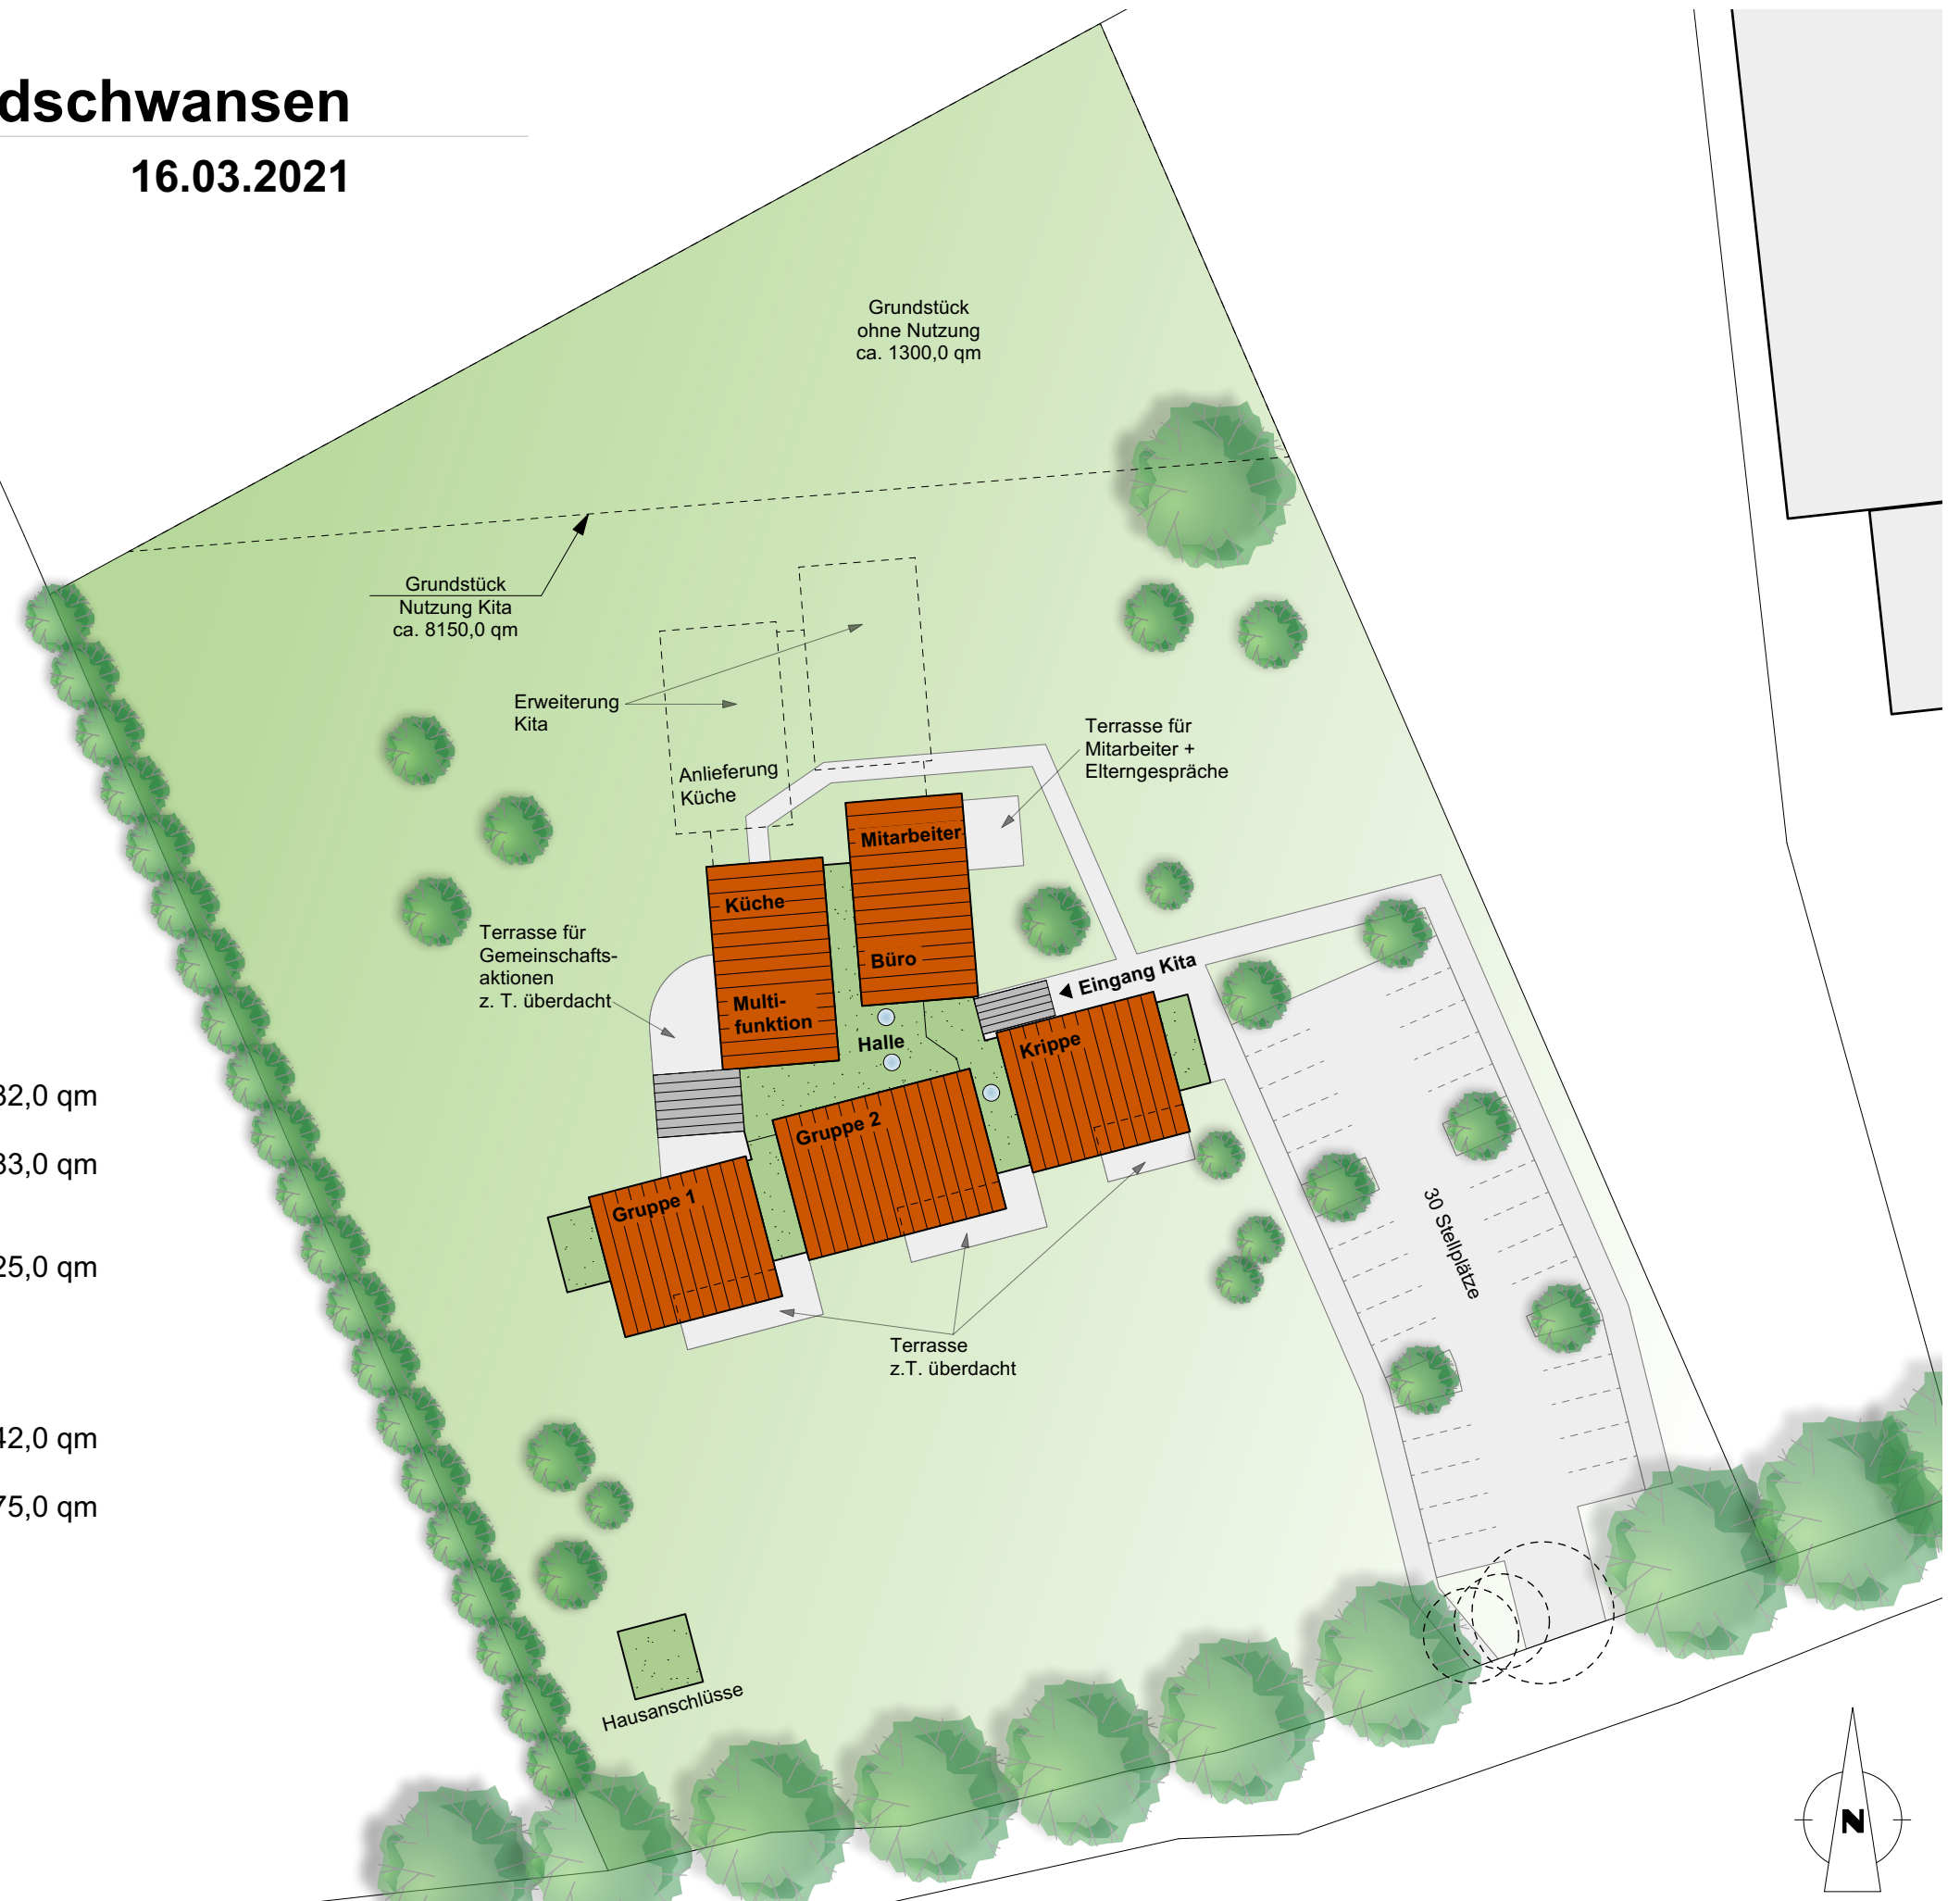 dschwansen
16.03.2021
Grundstück
ohne Nutzung
ca. 1300,0 qm
Grundstück
Nutzung Kita
ca. 8150,0 qm
Erweiterung
Kita
Terrasse für
Mitarbeiter +
Elterngespräche
Anlieferung
Küche
Mitarbeiter
Küche
Terrasse für
Gemeinschafts-
aktionen
z. T. überdacht
Büro
Eingang Kita
Multi-
funktion
Halle
Krippe
32,0 qm
Gruppe 2
33,0 qm
Gruppe 1
30 Stellplätze
25,0 qm
Terrasse
z.T. überdacht
42,0 qm
75,0 qm
Hausanschlüsse
N